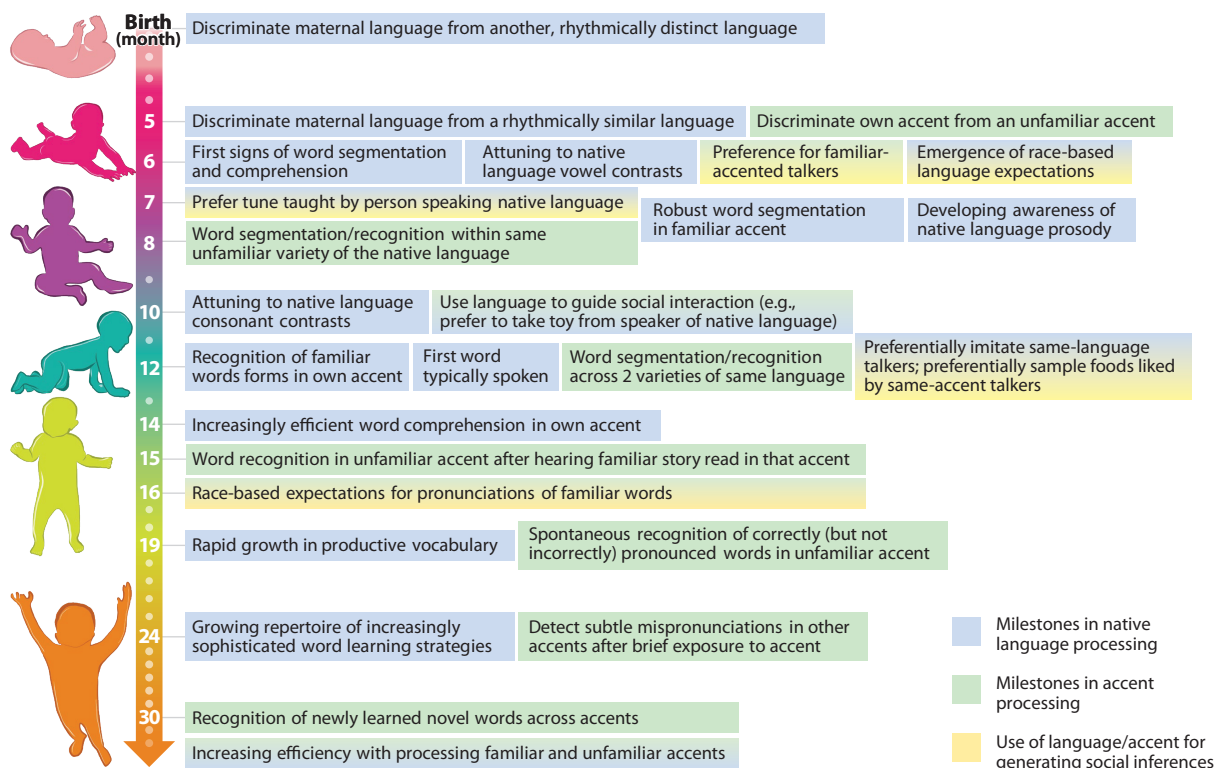 Birth
(month)
Discriminate maternal language from another, rhythmically distinct language
5
Discriminate maternal language from a rhythmically similar language
Discriminate own accent from an unfamiliar accent
6
First signs of word segmentation
and comprehension
Attuning to native
language vowel contrasts
Preference for familiar-
accented talkers
Emergence of race-based
language expectations
7
Prefer tune taught by person speaking native language
Robust word segmentation
in familiar accent
Developing awareness of
native language prosody
8
Word segmentation/recognition within same
unfamiliar variety of the native language
10
Attuning to native language
consonant contrasts
Use language to guide social interaction (e.g.,
prefer to take toy from speaker of native language)
12
Recognition of familiar
words forms in own accent
First word
typically spoken
Word segmentation/recognition
across 2 varieties of same language
Preferentially imitate same-language
talkers; preferentially sample foods liked
by same-accent talkers
14
Increasingly efficient word comprehension in own accent
15
Word recognition in unfamiliar accent after hearing familiar story read in that accent
16
Race-based expectations for pronunciations of familiar words
19
Rapid growth in productive vocabulary
Spontaneous recognition of correctly (but not
incorrectly) pronounced words in unfamiliar accent
24
Growing repertoire of increasingly
sophisticated word learning strategies
Detect subtle mispronunciations in other
accents after brief exposure to accent
30
Recognition of newly learned novel words across accents
Increasing efficiency with processing familiar and unfamiliar accents
Milestones in native
language processing
Milestones in accent
processing
Use of language/accent for
generating social inferences